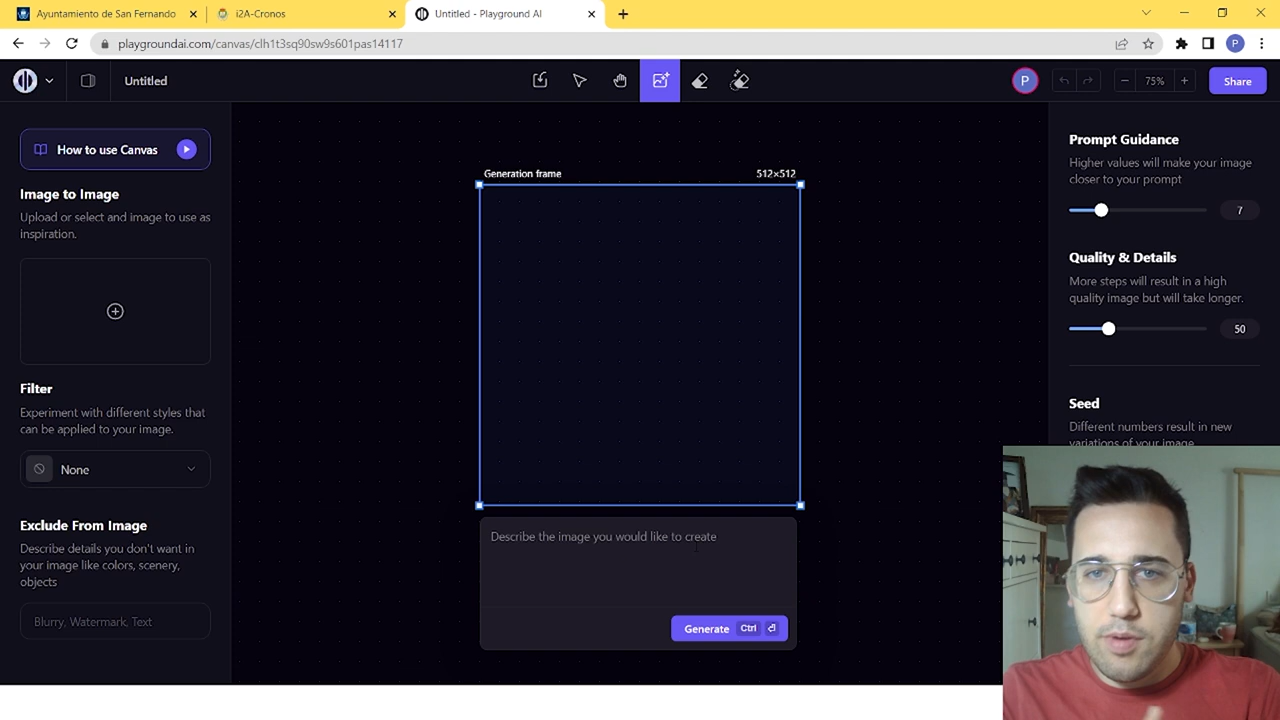 Ayuntamiento de San Fernando
i2A-Cronos
Untitled - Playground AI
playgroundai.com/canvas/clh1t3sq90sw9s601pas14117
P
Untitled
P
75%
Share
How to use Canvas
Image to Image
Upload or select and image to use as
inspiration.
Filter
Experiment with different styles that
can be applied to your image.
None
Exclude From Image
Describe details you don't want in
your image like colors, scenery,
objects
Blurry, Watermark, Text
Generation frame
512×512
Describe the image you would like to create
Generate Ctrl
Prompt Guidance
Higher values will make your image
closer to your prompt
7
Quality & Details
More steps will result in a high
quality image but will take longer.
50
Seed
Different numbers result in new
variations of your image.